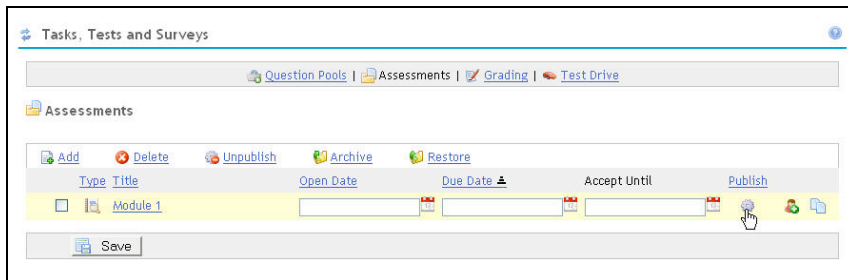 Tasks, Tests and Surveys
Question Pools | Assessments | Grading | Test Drive
Assessments
Add Delete Unpublish Archive Restore
Type Title Open Date Due Date Accept Until Publish
Module 1
Save